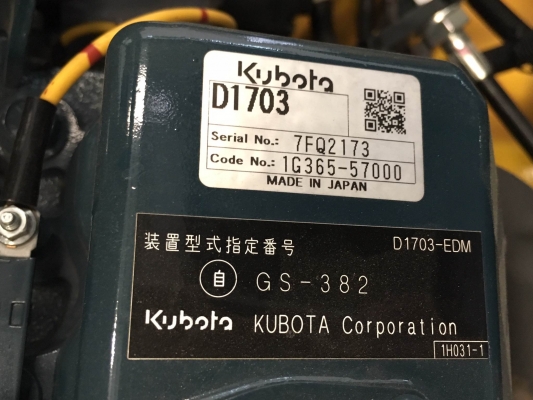 Kubota
D1703
Serial No.: 7FQ2173
Code No.: 1G365-57000
MADE IN JAPAN
装置型式指定番号 D1703-EDM
自 GS-382
Kubota KUBOTA Corporation
1H031-1